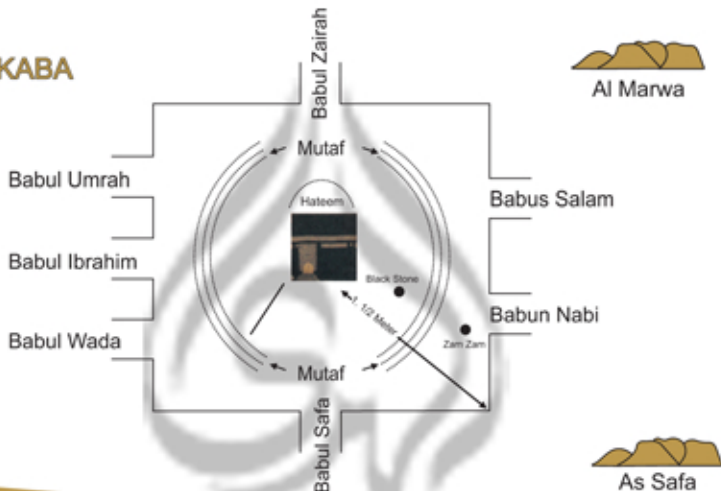 KABA
Babul Zairah
Al Marwa
Mutaf
Babul Umrah
Hateem
Babus Salam
Babul Ibrahim
Black Stone
1. 1/2 Meter
Babun Nabi
Babul Wada
Zam Zam
Mutaf
Babul Safa
As Safa